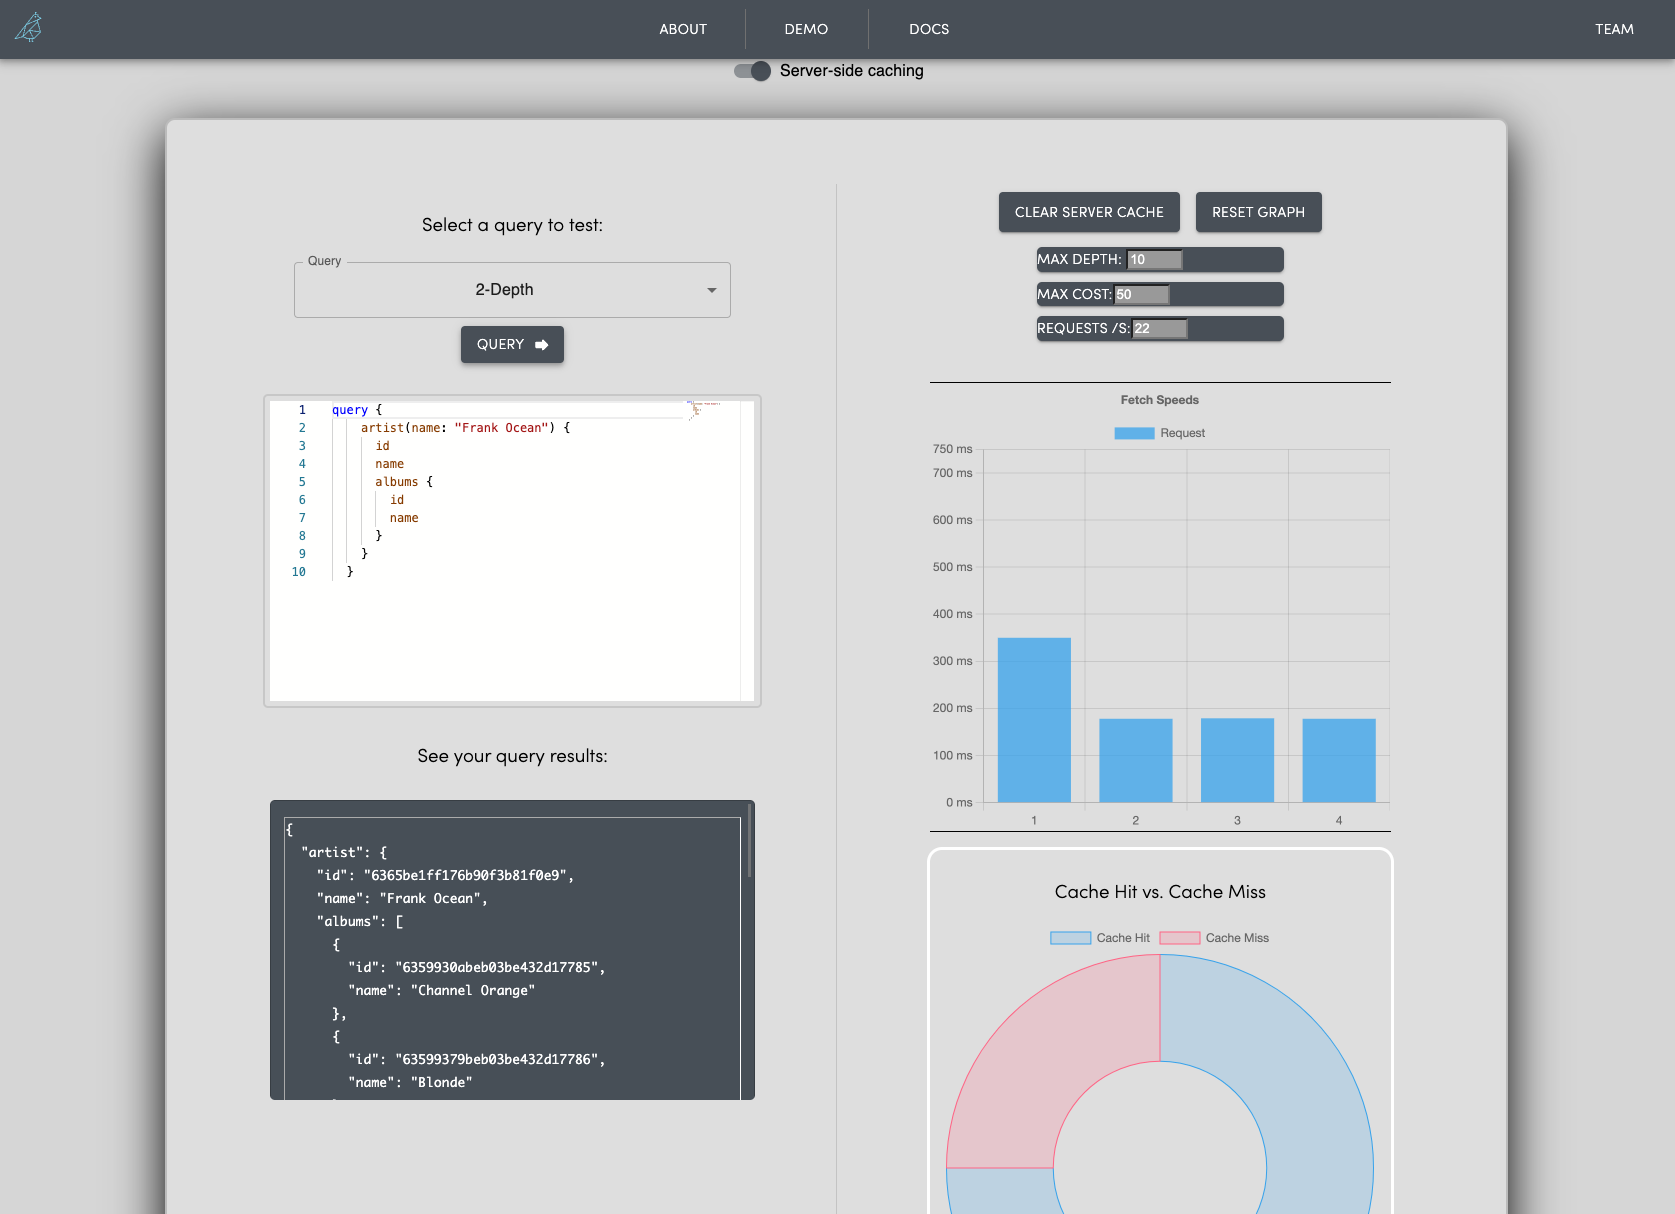 ABOUT
DEMO
DOCS
TEAM
Server-side caching
Select a query to test:
Query
2-Depth
QUERY
1 query {
2 artist(name: "Frank Ocean") {
3 id
4 name
5 albums {
6 id
7 name
8 }
9 }
10 }
See your query results:
{
"artist": {
"id": "6365be1ff176b90f3b81f0e9",
"name": "Frank Ocean",
"albums": [
{
"id": "6359930abeb03be432d17785",
"name": "Channel Orange"
},
{
"id": "63599379beb03be432d17786",
"name": "Blonde"
CLEAR SERVER CACHE
RESET GRAPH
MAX DEPTH: 10
MAX COST: 50
REQUESTS /S: 22
Fetch Speeds
Request
750 ms
700 ms
600 ms
500 ms
400 ms
300 ms
200 ms
100 ms
0 ms
1 2 3 4
Cache Hit vs. Cache Miss
Cache Hit
Cache Miss